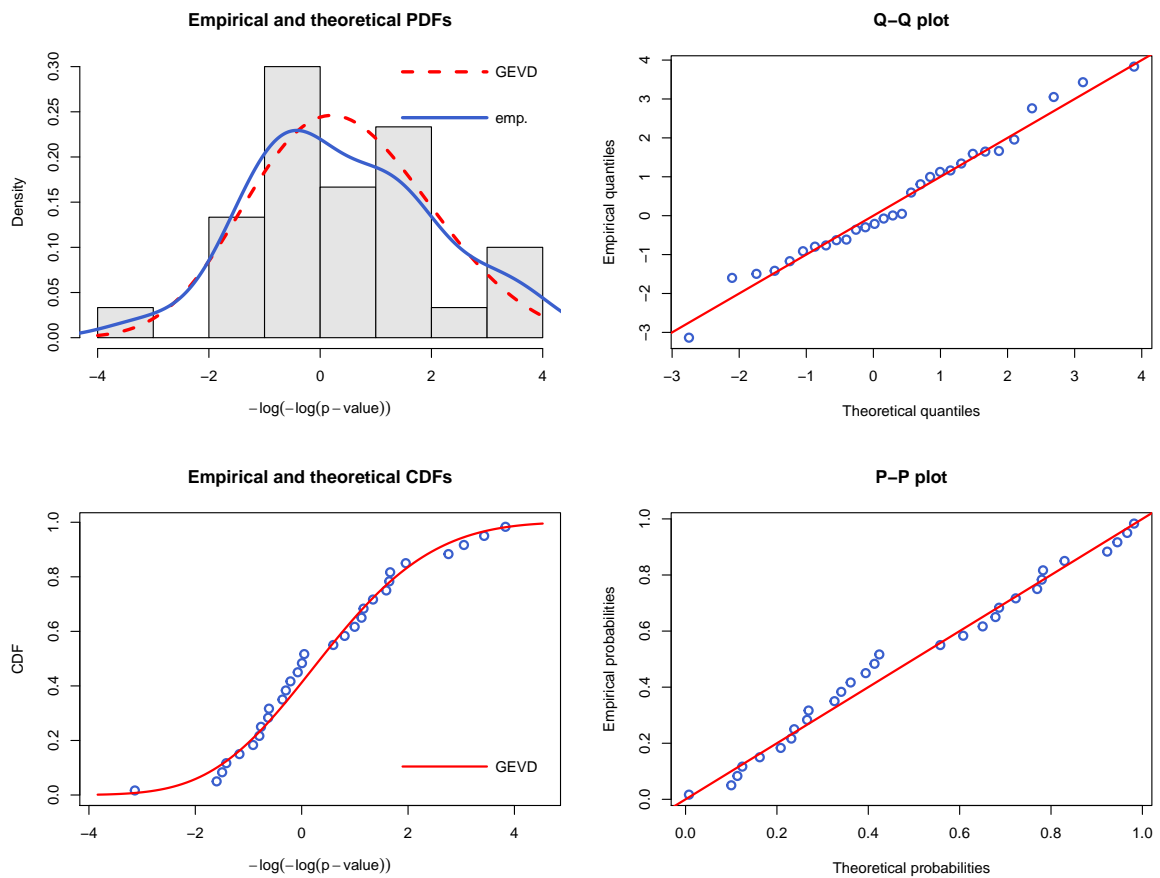 Empirical and theoretical PDFs
Density
0.00 0.05 0.10 0.15 0.20 0.25 0.30
GEVD
emp.
−4 −2 0 2 4
−log(−log(p−value))
Q−Q plot
Empirical quantiles
−3 −2 −1 0 1 2 3 4
−3 −2 −1 0 1 2 3 4
Theoretical quantiles
Empirical and theoretical CDFs
CDF
0.0 0.2 0.4 0.6 0.8 1.0
GEVD
−4 −2 0 2 4
−log(−log(p−value))
P−P plot
Empirical probabilities
0.0 0.2 0.4 0.6 0.8 1.0
0.0 0.2 0.4 0.6 0.8 1.0
Theoretical probabilities